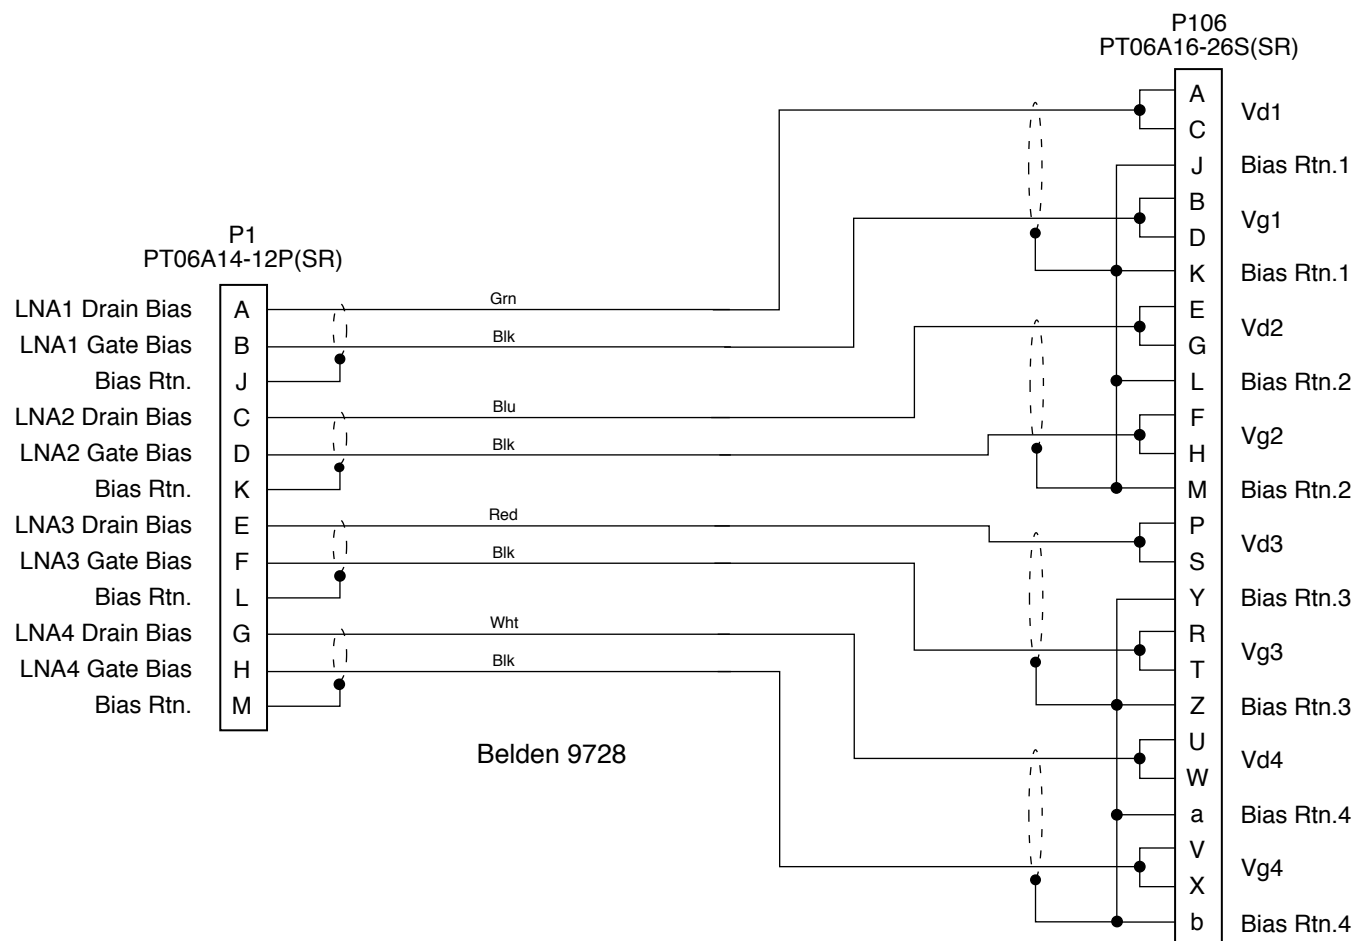 P106
PT06A16-26S(SR)
A
Vd1
C
J Bias Rtn.1
B
Vg1
D
K Bias Rtn.1
E
Vd2
G
L Bias Rtn.2
F
Vg2
H
M Bias Rtn.2
P
Vd3
S
Y Bias Rtn.3
R
Vg3
T
Z Bias Rtn.3
U
Vd4
W
a Bias Rtn.4
V
Vg4
X
b Bias Rtn.4
P1
PT06A14-12P(SR)
LNA1 Drain Bias A Grn
LNA1 Gate Bias B Blk
Bias Rtn. J
LNA2 Drain Bias C Blu
LNA2 Gate Bias D Blk
Bias Rtn. K
LNA3 Drain Bias E Red
LNA3 Gate Bias F Blk
Bias Rtn. L
LNA4 Drain Bias G Wht
LNA4 Gate Bias H Blk
Bias Rtn. M
Belden 9728